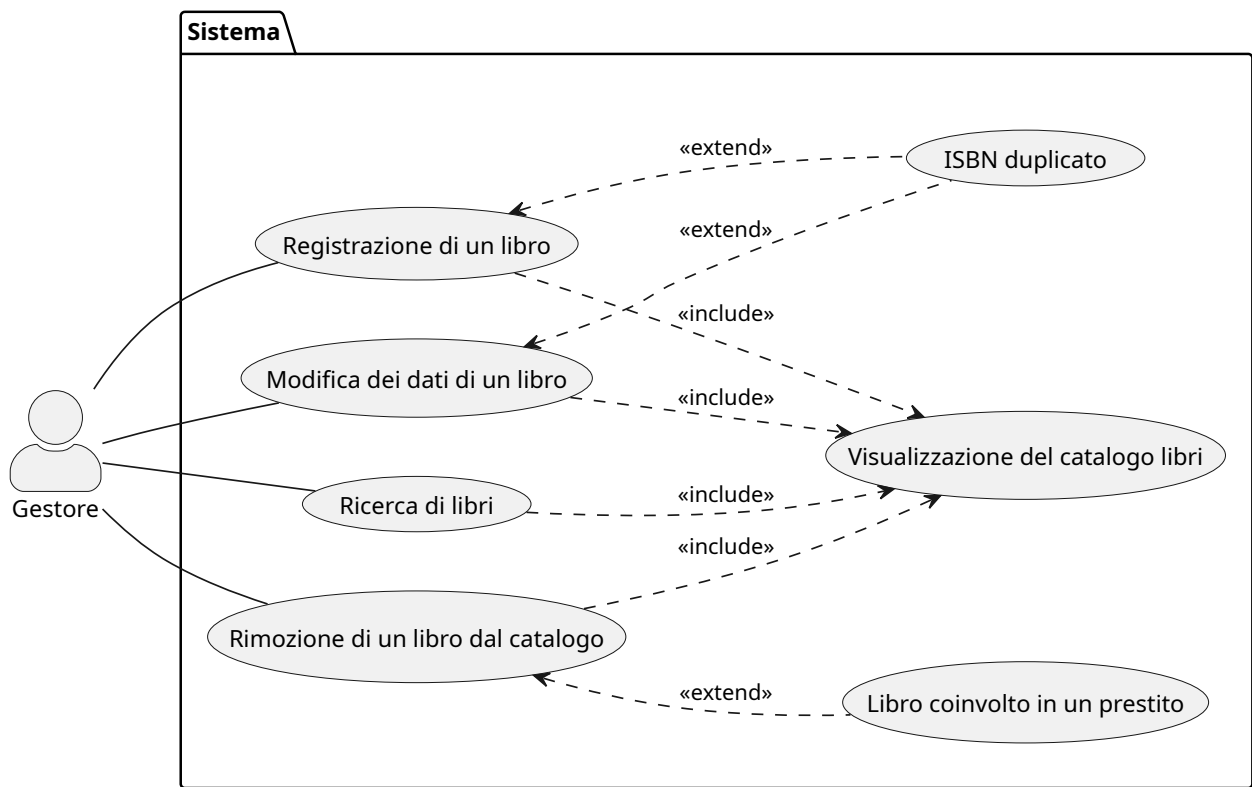 Sistema
«extend»
ISBN duplicato
«extend»
Registrazione di un libro
«include»
Modifica dei dati di un libro
«include»
Visualizzazione del catalogo libri
«include»
Ricerca di libri
Gestore
«include»
Rimozione di un libro dal catalogo
«extend»
Libro coinvolto in un prestito